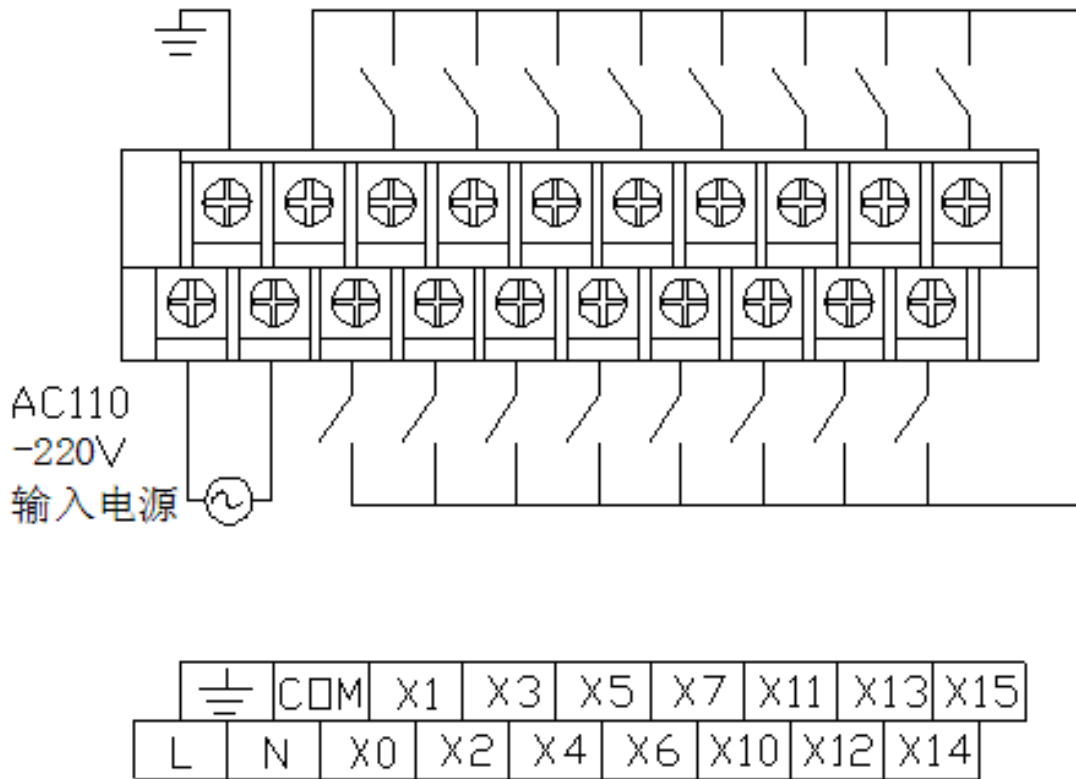 AC110
-220V
输入电源
COM X1 X3 X5 X7 X11 X13 X15
L N X0 X2 X4 X6 X10 X12 X14